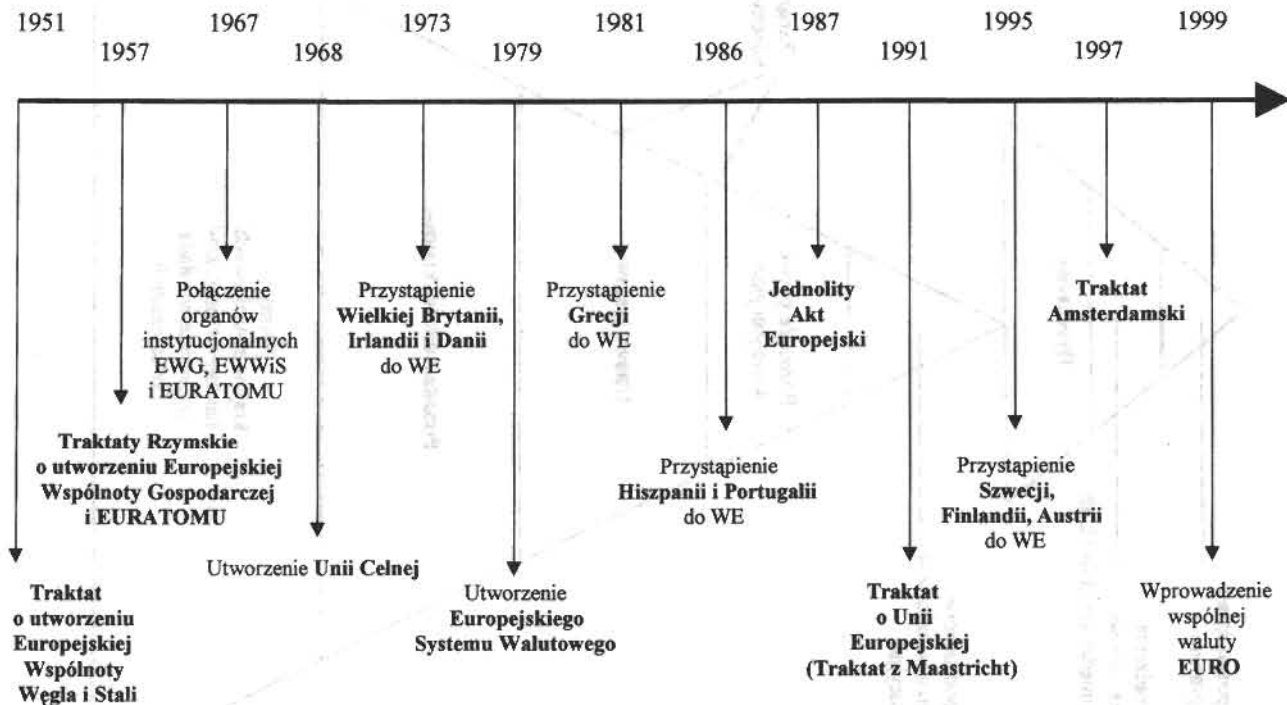 1951
1957
1967
1968
1973
1979
1981
1986
1987
1991
1995
1997
1999
Połączenie
organów
instytucjonalnych
EWG, EWWiS
i EURATOMU
Przystąpienie
Wielkiej Brytanii,
Irlandii i Danii
do WE
Przystąpienie
Grecji
do WE
Jednolity
Akt
Europejski
Traktat
Amsterdamski
Traktaty Rzymskie
o utworzeniu Europejskiej
Wspólnoty Gospodarczej
i EURATOMU
Przystąpienie
Hiszpanii i Portugalii
do WE
Przystąpienie
Szwecji,
Finlandii, Austrii
do WE
Utworzenie Unii Celnej
Traktat
o utworzeniu
Europejskiej
Wspólnoty
Węgla i Stali
Utworzenie
Europejskiego
Systemu Walutowego
Traktat
o Unii
Europejskiej
(Traktat z Maastricht)
Wprowadzenie
wspólnej
waluty
EURO